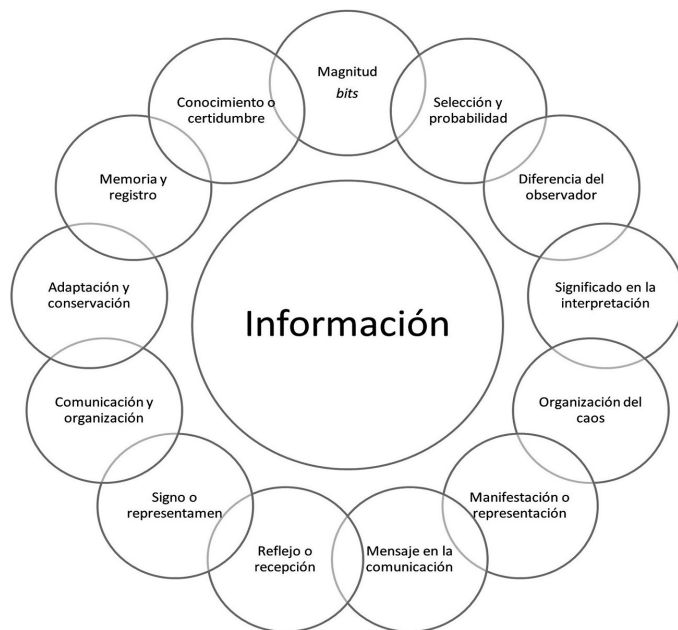 Información
Magnitud
bits
Selección y
probabilidad
Diferencia del
observador
Significado en la
interpretación
Organización del
caos
Manifestación o
representación
Mensaje en la
comunicación
Reflejo o
recepción
Signo o
representamen
Comunicación y
organización
Adaptación y
conservación
Memoria y
registro
Conocimiento o
certidumbre